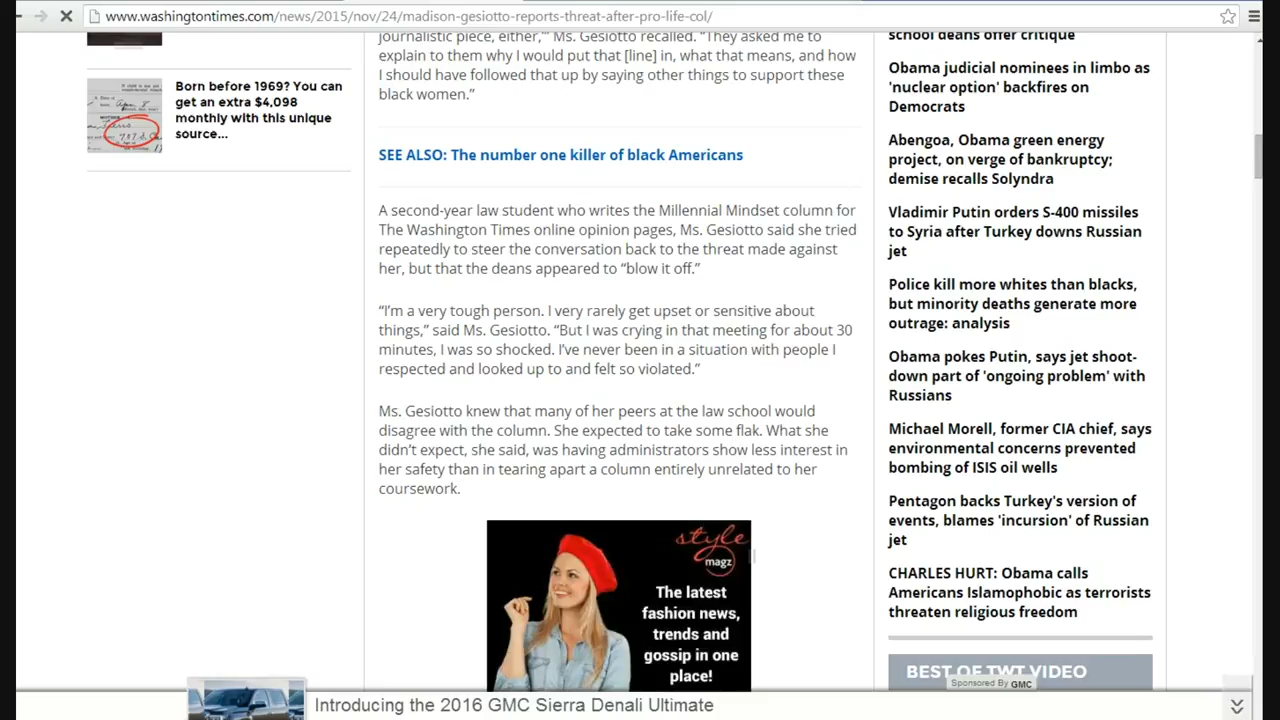 www.washingtontimes.com/news/2015/nov/24/madison-gesiotto-reports-threat-after-pro-life-col/
Born before 1969? You can
get an extra $4,098
monthly with this unique
source...
journalistic piece, either,’” Ms. Gesiotto recalled. “They asked me to
explain to them why I would put that [line] in, what that means, and how
I should have followed that up by saying other things to support these
black women.”
SEE ALSO: The number one killer of black Americans
A second-year law student who writes the Millennial Mindset column for
The Washington Times online opinion pages, Ms. Gesiotto said she tried
repeatedly to steer the conversation back to the threat made against
her, but that the deans appeared to “blow it off.”
“I’m a very tough person. I very rarely get upset or sensitive about
things,” said Ms. Gesiotto. “But I was crying in that meeting for about 30
minutes, I was so shocked. I’ve never been in a situation with people I
respected and looked up to and felt so violated.”
Ms. Gesiotto knew that many of her peers at the law school would
disagree with the column. She expected to take some flak. What she
didn’t expect, she said, was having administrators show less interest in
her safety than in tearing apart a column entirely unrelated to her
coursework.
style
magz
The latest
fashion news,
trends and
gossip in one
place!
school deans offer critique
Obama judicial nominees in limbo as
'nuclear option' backfires on
Democrats
Abengoa, Obama green energy
project, on verge of bankruptcy;
demise recalls Solyndra
Vladimir Putin orders S-400 missiles
to Syria after Turkey downs Russian
jet
Police kill more whites than blacks,
but minority deaths generate more
outrage: analysis
Obama pokes Putin, says jet shoot-
down part of 'ongoing problem' with
Russians
Michael Morell, former CIA chief, says
environmental concerns prevented
bombing of ISIS oil wells
Pentagon backs Turkey's version of
events, blames 'incursion' of Russian
jet
CHARLES HURT: Obama calls
Americans Islamophobic as terrorists
threaten religious freedom
BEST OF TWT VIDEO
Sponsored By GMC
Introducing the 2016 GMC Sierra Denali Ultimate